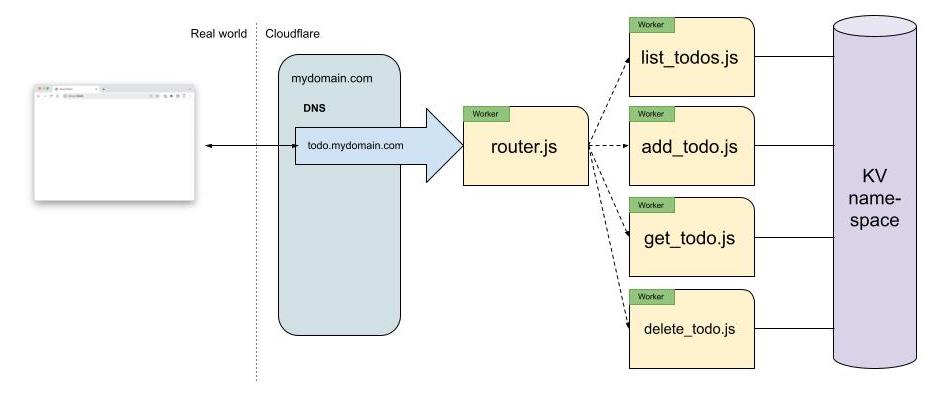 Real world
Cloudflare
mydomain.com
DNS
todo.mydomain.com
Worker
router.js
Worker
list_todos.js
Worker
add_todo.js
Worker
get_todo.js
Worker
delete_todo.js
KV
name-
space